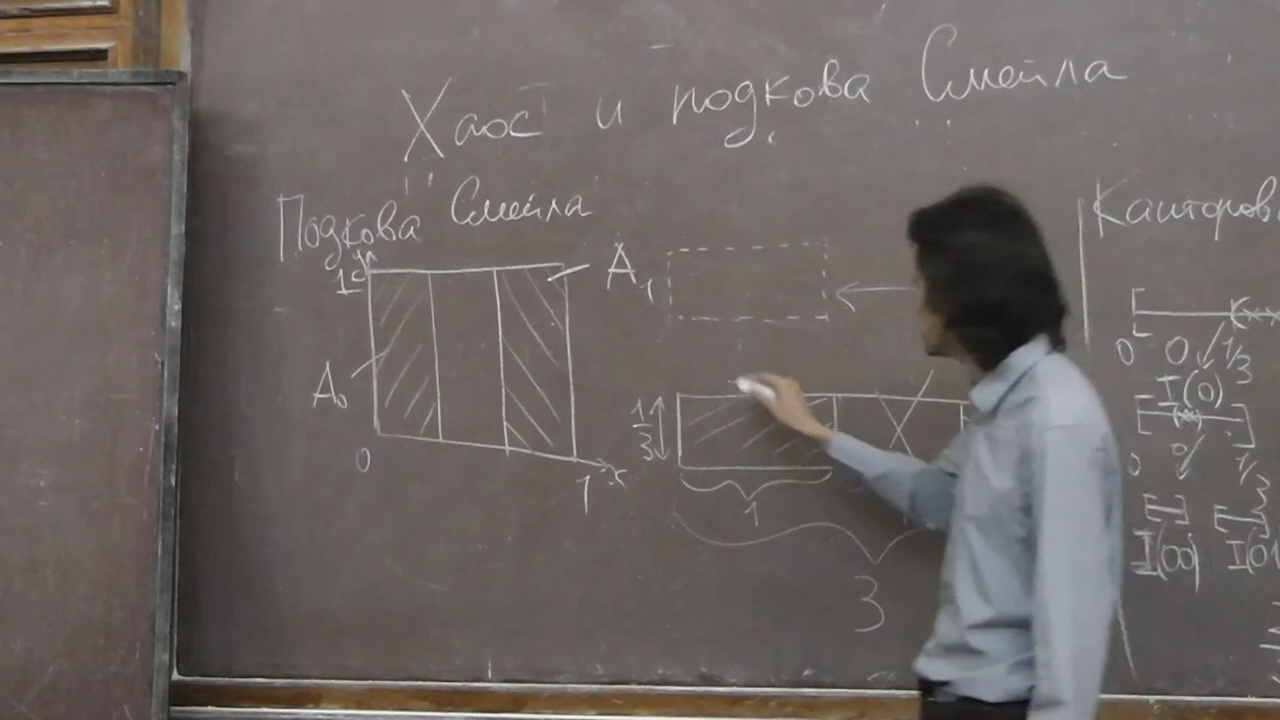 Хаос и подкова Смейла
Подкова Смейла
y
1
A₁
A₀
0
1
x
1/3
1
3
Канторов
0
0
1/3
I(0)
0
1/3
I(00)
I(01